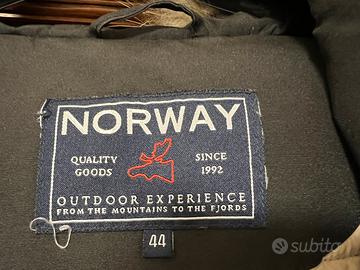 NORWAY
QUALITY GOODS
SINCE 1992
OUTDOOR EXPERIENCE
FROM THE MOUNTAINS TO THE FJORDS
44
subito